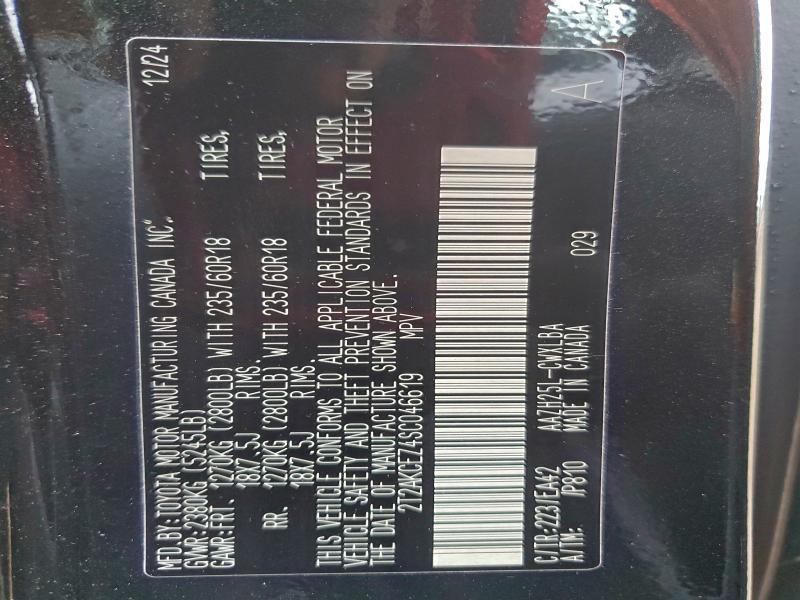 MFD.BY:TOYOTA MOTOR MANUFACTURING CANADA INC. 12/24
GVWR:2380KG (5245LB)
GAWR:FRT. 1270KG (2800LB) WITH 235/60R18 TIRES,
18X7.5J RIMS.
RR. 1270KG (2800LB) WITH 235/60R18 TIRES,
18X7.5J RIMS.
THIS VEHICLE CONFORMS TO ALL APPLICABLE FEDERAL MOTOR
VEHICLE SAFETY AND THEFT PREVENTION STANDARDS IN EFFECT ON
THE DATE OF MANUFACTURE SHOWN ABOVE.
2T2AKCEZ4SC046619 MPV
C/TR:223 EA42 AAZH25L-CWXLBA
A/TM: /P810 MADE IN CANADA 029
A